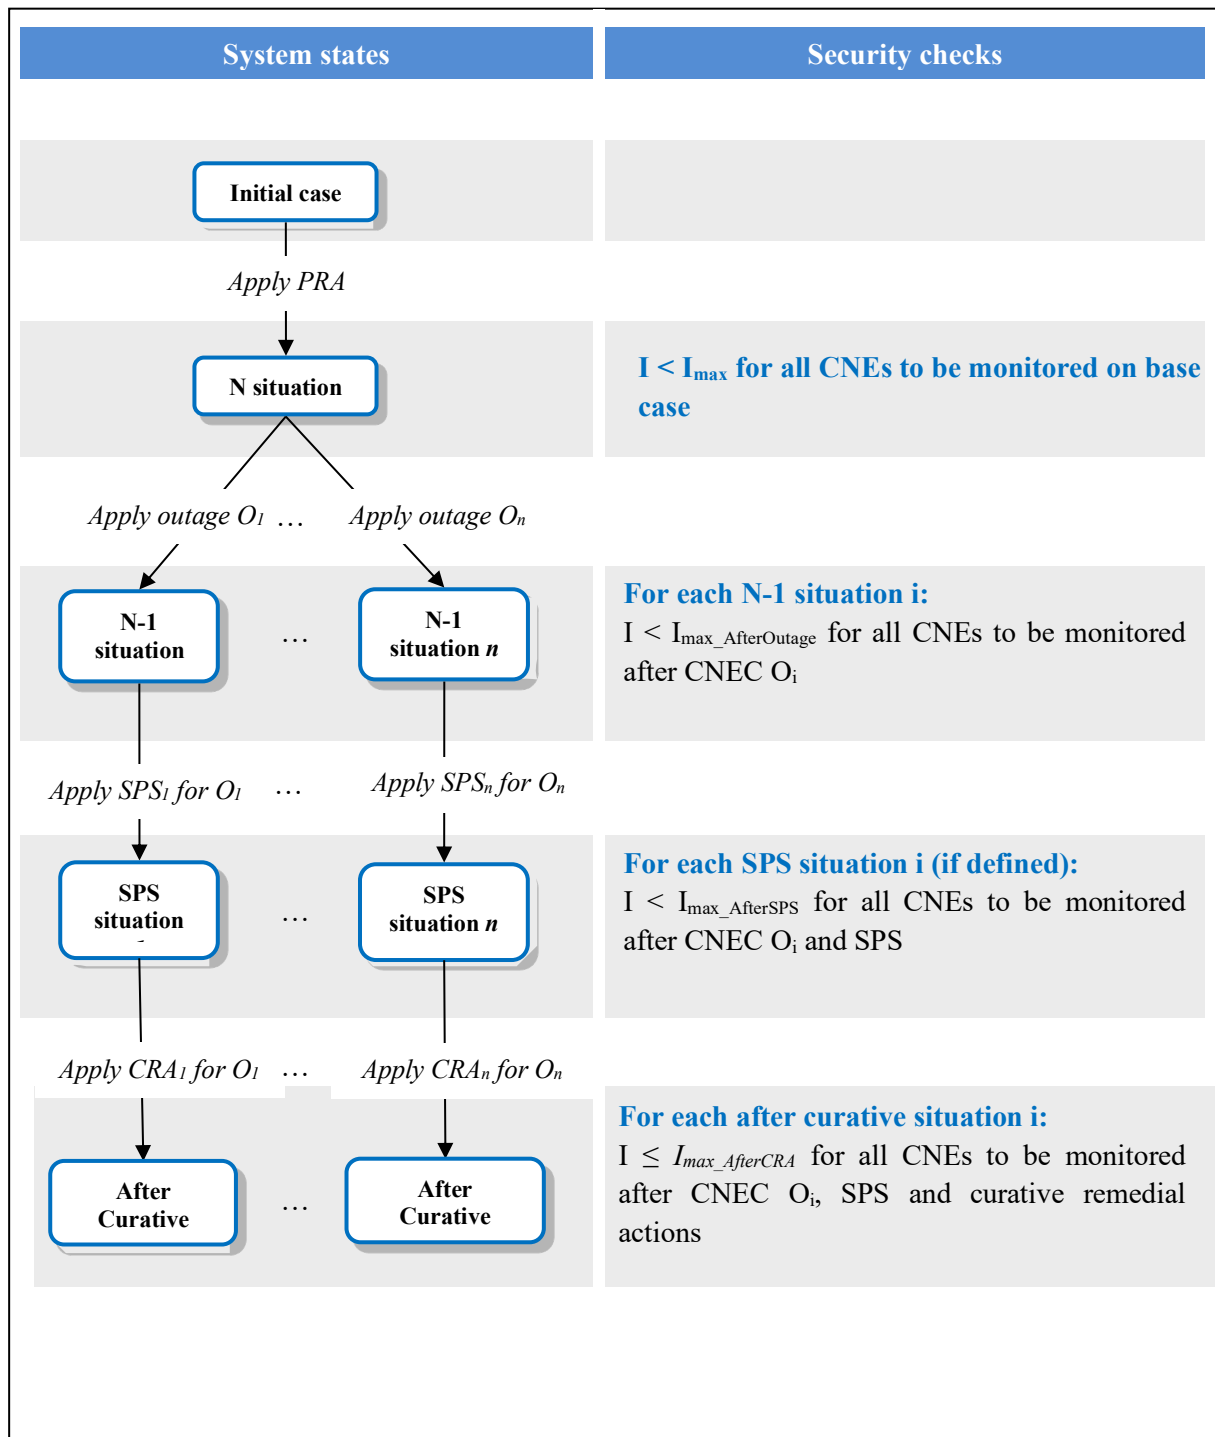 System states
Security checks
Initial case
Apply PRA
N situation
I < Imax for all CNEs to be monitored on base
case
Apply outage O1 … Apply outage On
N-1
situation
…
N-1
situation n
For each N-1 situation i:
I < Imax_AfterOutage for all CNEs to be monitored
after CNEC Oi
Apply SPS1 for O1 … Apply SPSn for On
SPS
situation
…
SPS
situation n
For each SPS situation i (if defined):
I < Imax_AfterSPS for all CNEs to be monitored
after CNEC Oi and SPS
Apply CRA1 for O1 … Apply CRAn for On
After
Curative
…
After
Curative
For each after curative situation i:
I ≤ Imax_AfterCRA for all CNEs to be monitored
after CNEC Oi, SPS and curative remedial
actions